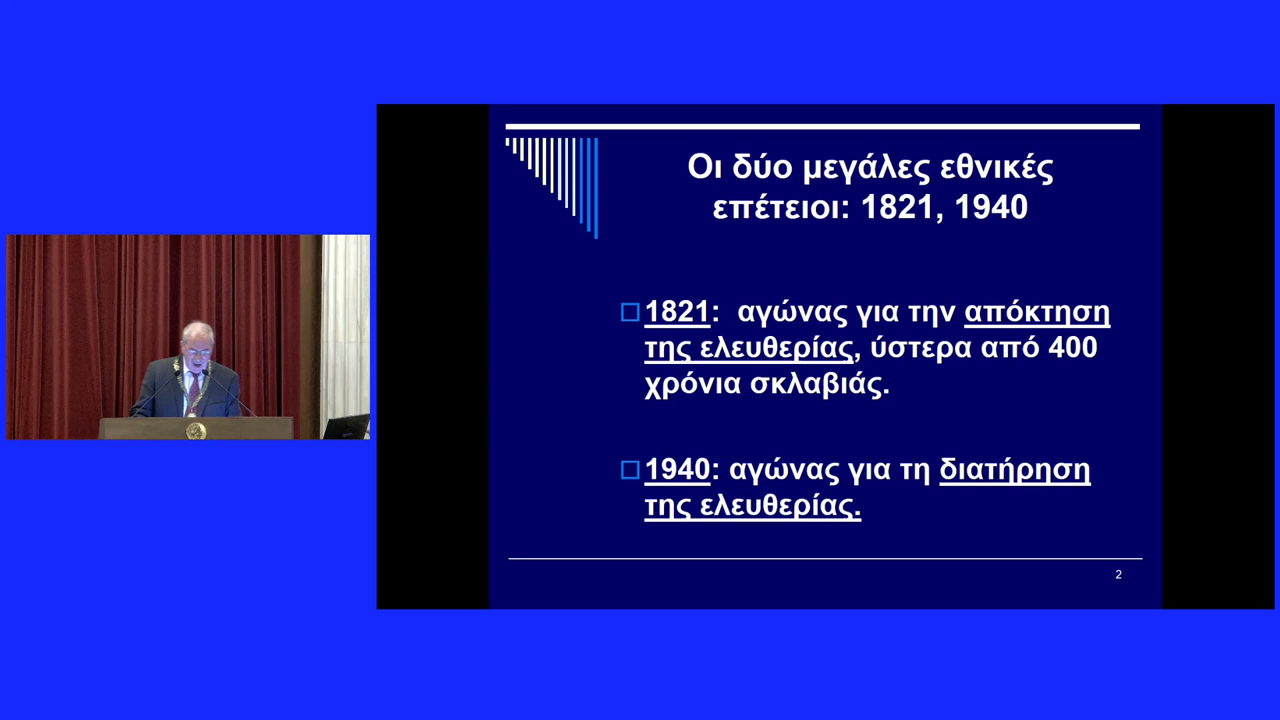 Οι δύο μεγάλες εθνικές
επέτειοι: 1821, 1940
1821: αγώνας για την απόκτηση
της ελευθερίας, ύστερα από 400
χρόνια σκλαβιάς.
1940: αγώνας για τη διατήρηση
της ελευθερίας.
2